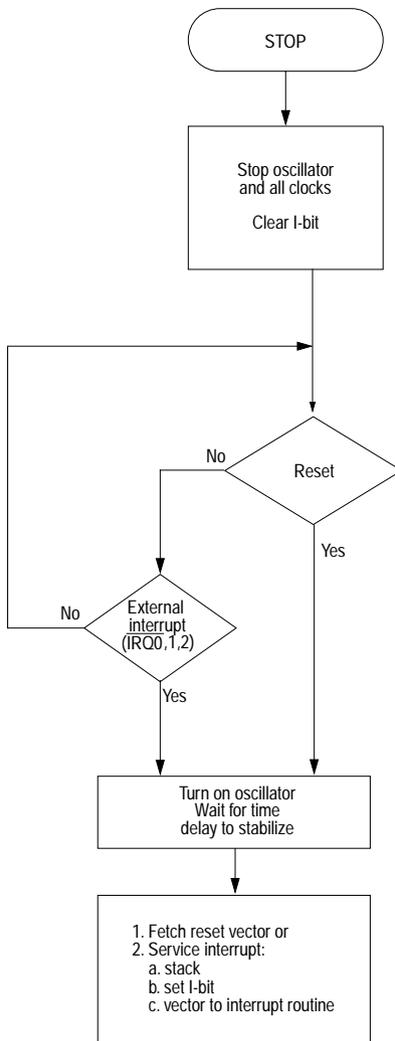 STOP
Stop oscillator
and all clocks
Clear I-bit
No
Reset
Yes
No
External
interrupt
(IRQ0,1,2)
Yes
Turn on oscillator
Wait for time
delay to stabilize
1. Fetch reset vector or
2. Service interrupt:
a. stack
b. set I-bit
c. vector to interrupt routine